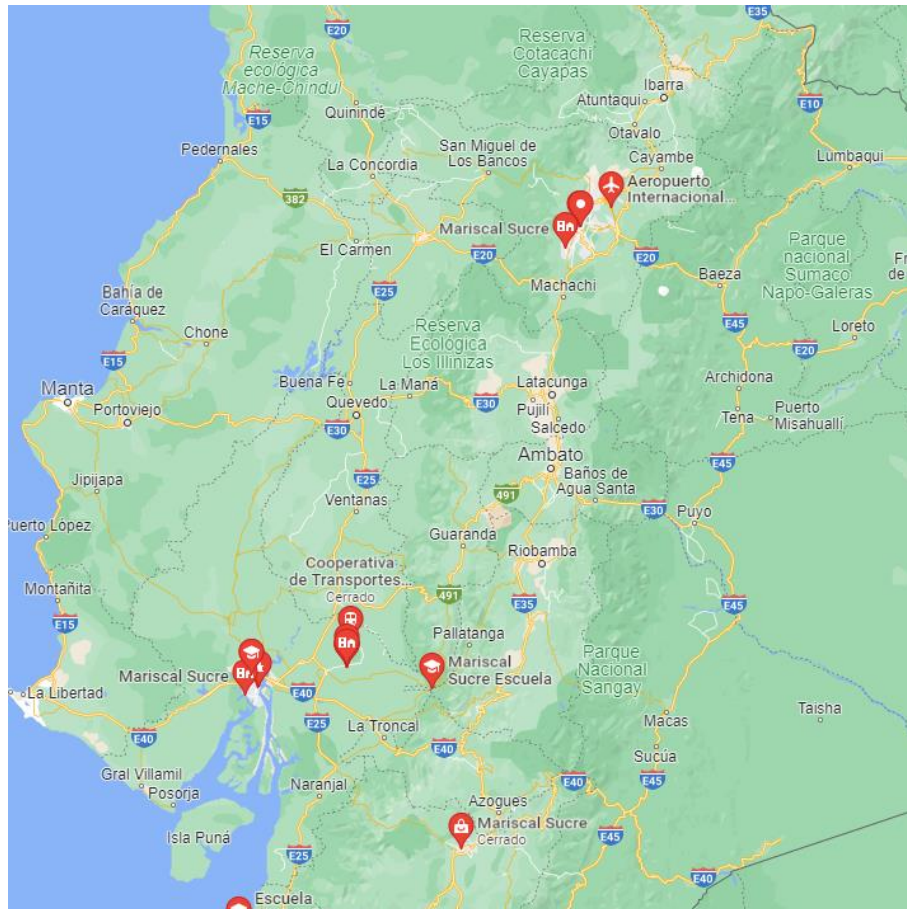 E35
E20
Reserva
ecológica
Mache-Chindul
Reserva
Cotacachi
Cayapas
Ibarra
Atuntaqui
E10
E15
Quininde
Otavalo
Pedernales
La Concordia
San Miguel de
Los Bancos
Cayambe
Lumbaqui
Aeropuerto
Internacional...
382
Mariscal Sucre
El Carmen
E20
E20
Parque
nacional
Sumaco
Napo-Galeras
Fr
de
Baeza
E25
Machachi
Bahía de
Caráquez
Chone
Reserva
Ecológica
Los Illinizas
E45
Loreto
E20
E15
Buena Fe
La Maná
Latacunga
Archidona
Manta
Quevedo
E30
Pujilí
Salcedo
Tena
Puerto
Misahuallí
Portoviejo
E30
Ambato
E45
Jipijapa
E25
Baños de
Agua Santa
491
Ventanas
E30
Puyo
Puerto López
Guaranda
Riobamba
Cooperativa
de Transportes...
Cerrado
Montañita
491
E35
E45
E15
Pallatanga
Parque
Nacional
Sangay
Mariscal Sucre
Mariscal
Sucre Escuela
La Libertad
E40
Macas
Taisha
E25
La Troncal
E40
E40
Sucúa
Gral Villamil
Posorja
Naranjal
E40
E45
Azogues
Isla Puná
Mariscal Sucre
Cerrado
E45
E25
E40
Escuela